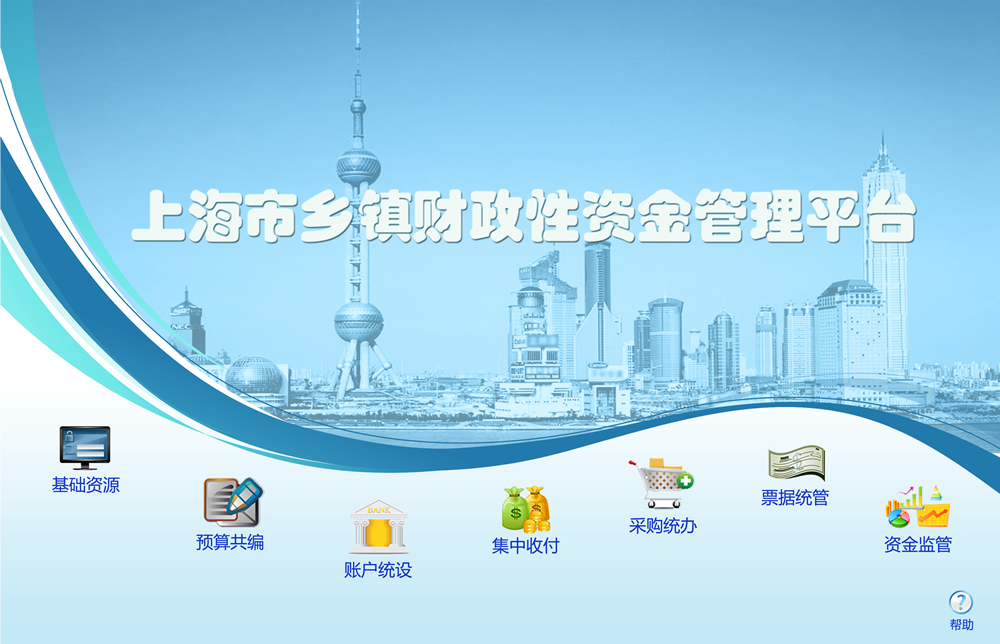 上海市乡镇财政性资金管理平台
基础资源
预算共编
BANK
账户统设
$
$
集中收付
采购统办
票据统管
资金监管
?
帮助